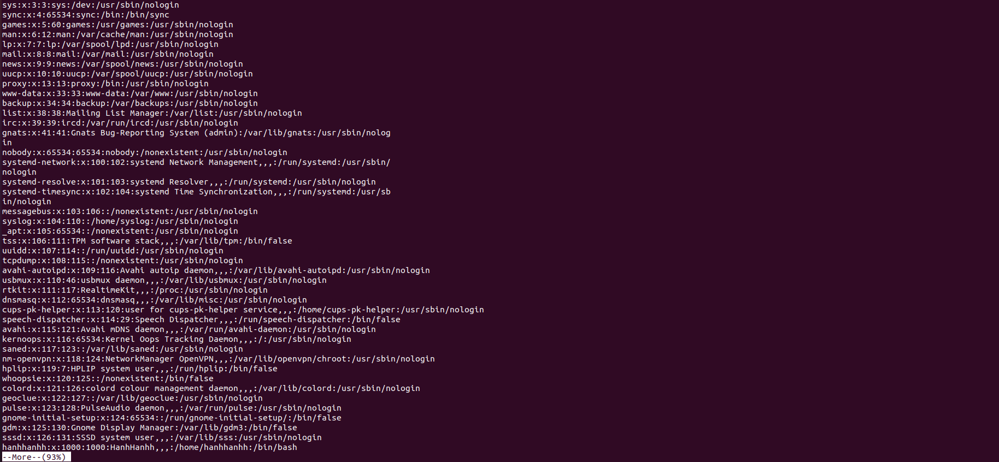 sys:x:3:3:sys:/dev:/usr/sbin/nologin
sync:x:4:65534:sync:/bin:/bin/sync
games:x:5:60:games:/usr/games:/usr/sbin/nologin
man:x:6:12:man:/var/cache/man:/usr/sbin/nologin
lp:x:7:7:lp:/var/spool/lpd:/usr/sbin/nologin
mail:x:8:8:mail:/var/mail:/usr/sbin/nologin
news:x:9:9:news:/var/spool/news:/usr/sbin/nologin
uucp:x:10:10:uucp:/var/spool/uucp:/usr/sbin/nologin
proxy:x:13:13:proxy:/bin:/usr/sbin/nologin
www-data:x:33:33:www-data:/var/www:/usr/sbin/nologin
backup:x:34:34:backup:/var/backups:/usr/sbin/nologin
list:x:38:38:Mailing List Manager:/var/list:/usr/sbin/nologin
irc:x:39:39:ircd:/var/run/ircd:/usr/sbin/nologin
gnats:x:41:41:Gnats Bug-Reporting System (admin):/var/lib/gnats:/usr/sbin/nolog
in
nobody:x:65534:65534:nobody:/nonexistent:/usr/sbin/nologin
systemd-network:x:100:102:systemd Network Management,,,:/run/systemd:/usr/sbin/
nologin
systemd-resolve:x:101:103:systemd Resolver,,,:/run/systemd:/usr/sbin/nologin
systemd-timesync:x:102:104:systemd Time Synchronization,,,:/run/systemd:/usr/sb
in/nologin
messagebus:x:103:106::/nonexistent:/usr/sbin/nologin
syslog:x:104:110::/home/syslog:/usr/sbin/nologin
_apt:x:105:65534::/nonexistent:/usr/sbin/nologin
tss:x:106:111:TPM software stack,,,:/var/lib/tpm:/bin/false
uuidd:x:107:114::/run/uuidd:/usr/sbin/nologin
tcpdump:x:108:115::/nonexistent:/usr/sbin/nologin
avahi-autoipd:x:109:116:Avahi autoip daemon,,,:/var/lib/avahi-autoipd:/usr/sbin/nologin
usbmux:x:110:46:usbmux daemon,,,:/var/lib/usbmux:/usr/sbin/nologin
rtkit:x:111:117:RealtimeKit,,,:/proc:/usr/sbin/nologin
dnsmasq:x:112:65534:dnsmasq,,,:/var/lib/misc:/usr/sbin/nologin
cups-pk-helper:x:113:120:user for cups-pk-helper service,,,:/home/cups-pk-helper:/usr/sbin/nologin
speech-dispatcher:x:114:29:Speech Dispatcher,,,:/run/speech-dispatcher:/bin/false
avahi:x:115:121:Avahi mDNS daemon,,,:/var/run/avahi-daemon:/usr/sbin/nologin
kernoops:x:116:65534:Kernel Oops Tracking Daemon,,,:/:/usr/sbin/nologin
saned:x:117:123::/var/lib/saned:/usr/sbin/nologin
nm-openvpn:x:118:124:NetworkManager OpenVPN,,,:/var/lib/openvpn/chroot:/usr/sbin/nologin
hplip:x:119:7:HPLIP system user,,,:/run/hplip:/bin/false
whoopsie:x:120:125::/nonexistent:/bin/false
colord:x:121:126:colord colour management daemon,,,:/var/lib/colord:/usr/sbin/nologin
geoclue:x:122:127::/var/lib/geoclue:/usr/sbin/nologin
pulse:x:123:128:PulseAudio daemon,,,:/var/run/pulse:/usr/sbin/nologin
gnome-initial-setup:x:124:65534::/run/gnome-initial-setup/:/bin/false
gdm:x:125:130:Gnome Display Manager:/var/lib/gdm3:/bin/false
sssd:x:126:131:SSSD system user,,,:/var/lib/sss:/usr/sbin/nologin
hanhhanhh:x:1000:1000:HanhHanhh,,,:/home/hanhhanhh:/bin/bash
--More--(93%)